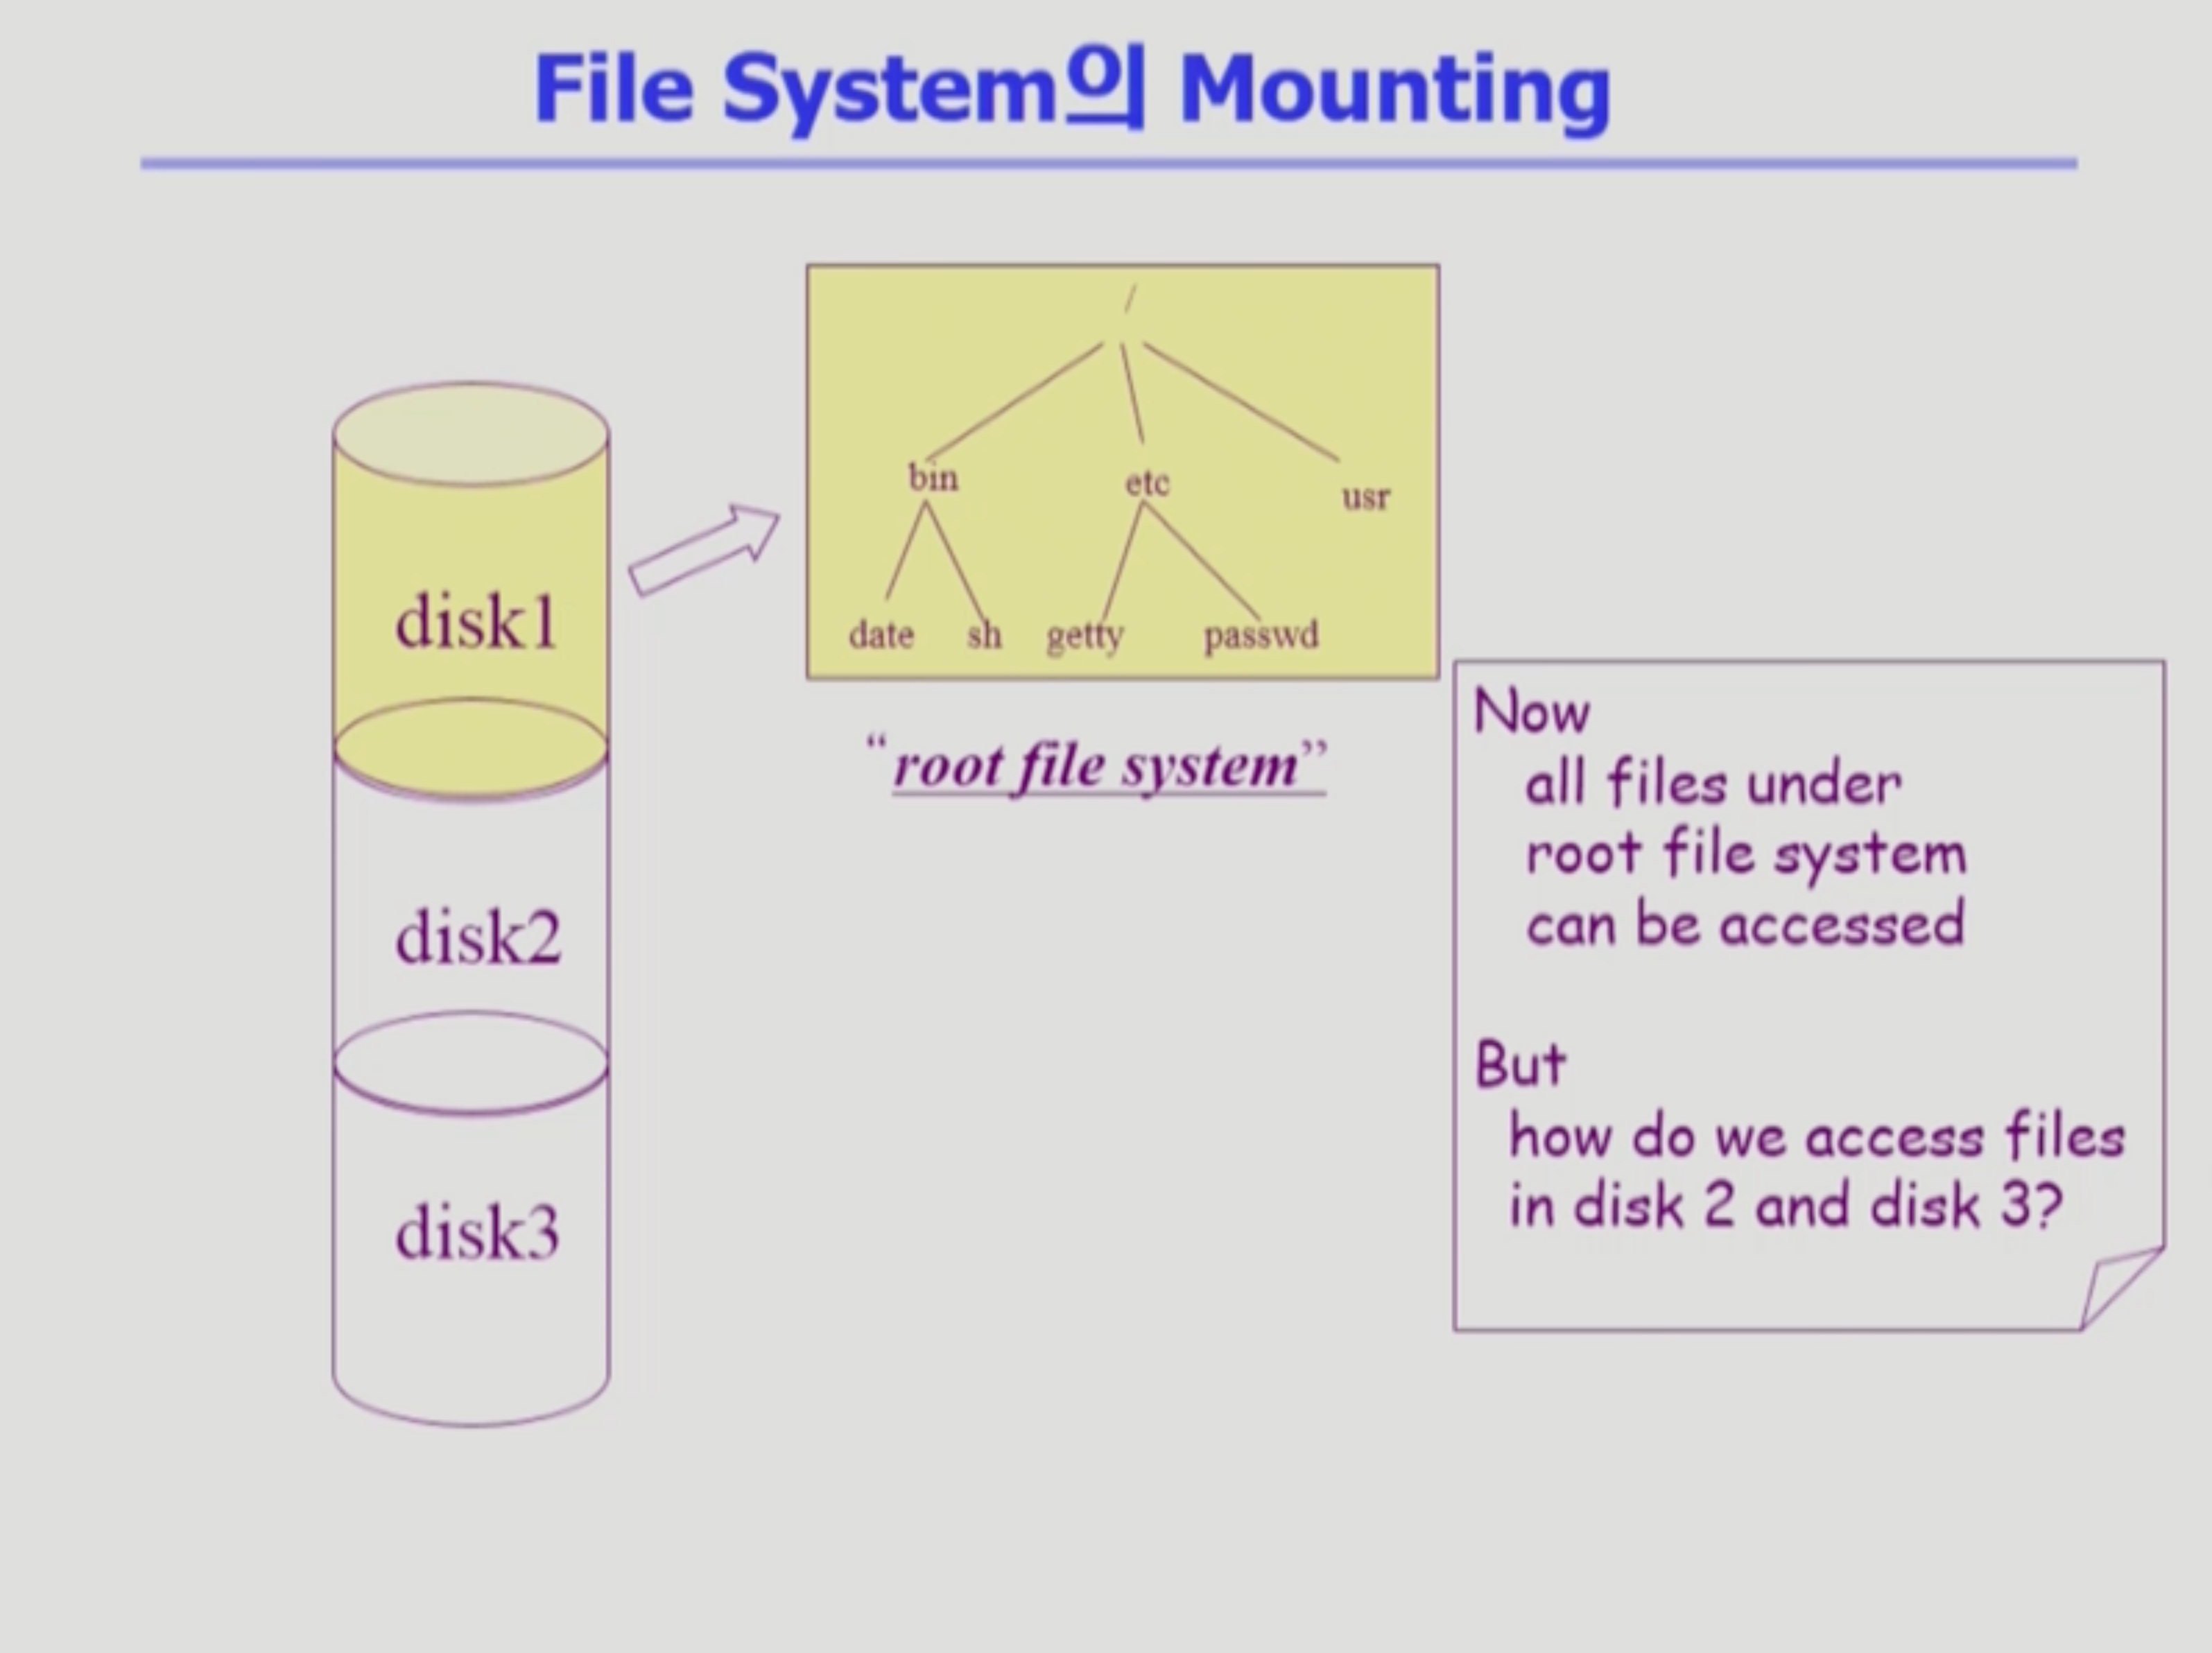 File System의 Mounting
/
bin etc usr
date sh getty passwd
“root file system”
disk1
disk2
disk3
Now
all files under
root file system
can be accessed
But
how do we access files
in disk 2 and disk 3?